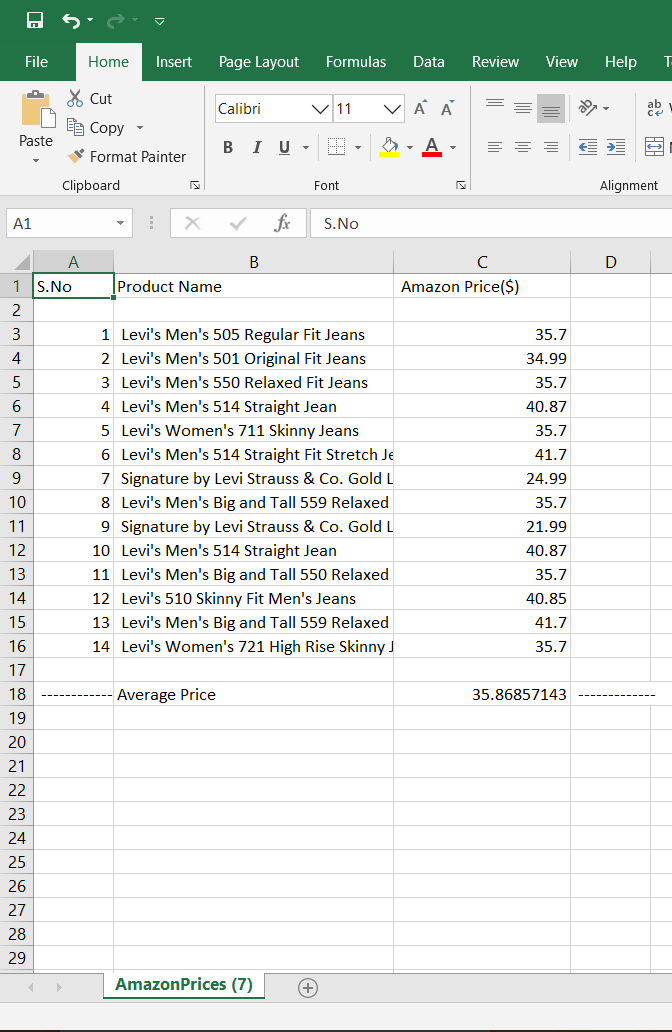 File Home Insert Page Layout Formulas Data Review View Help
Cut
Copy
Paste
Format Painter
Clipboard
Calibri 11 A A
B I U A
Font
ab
Alignment
A1 fx S.No
A B C D
1 S.No Product Name Amazon Price($)
2
3 1 Levi's Men's 505 Regular Fit Jeans 35.7
4 2 Levi's Men's 501 Original Fit Jeans 34.99
5 3 Levi's Men's 550 Relaxed Fit Jeans 35.7
6 4 Levi's Men's 514 Straight Jean 40.87
7 5 Levi's Women's 711 Skinny Jeans 35.7
8 6 Levi's Men's 514 Straight Fit Stretch Je 41.7
9 7 Signature by Levi Strauss & Co. Gold L 24.99
10 8 Levi's Men's Big and Tall 559 Relaxed 35.7
11 9 Signature by Levi Strauss & Co. Gold L 21.99
12 10 Levi's Men's 514 Straight Jean 40.87
13 11 Levi's Men's Big and Tall 550 Relaxed 35.7
14 12 Levi's 510 Skinny Fit Men's Jeans 40.85
15 13 Levi's Men's Big and Tall 559 Relaxed 41.7
16 14 Levi's Women's 721 High Rise Skinny J 35.7
17
18 ------------ Average Price 35.86857143 -------------
19
20
21
22
23
24
25
26
27
28
29
AmazonPrices (7)